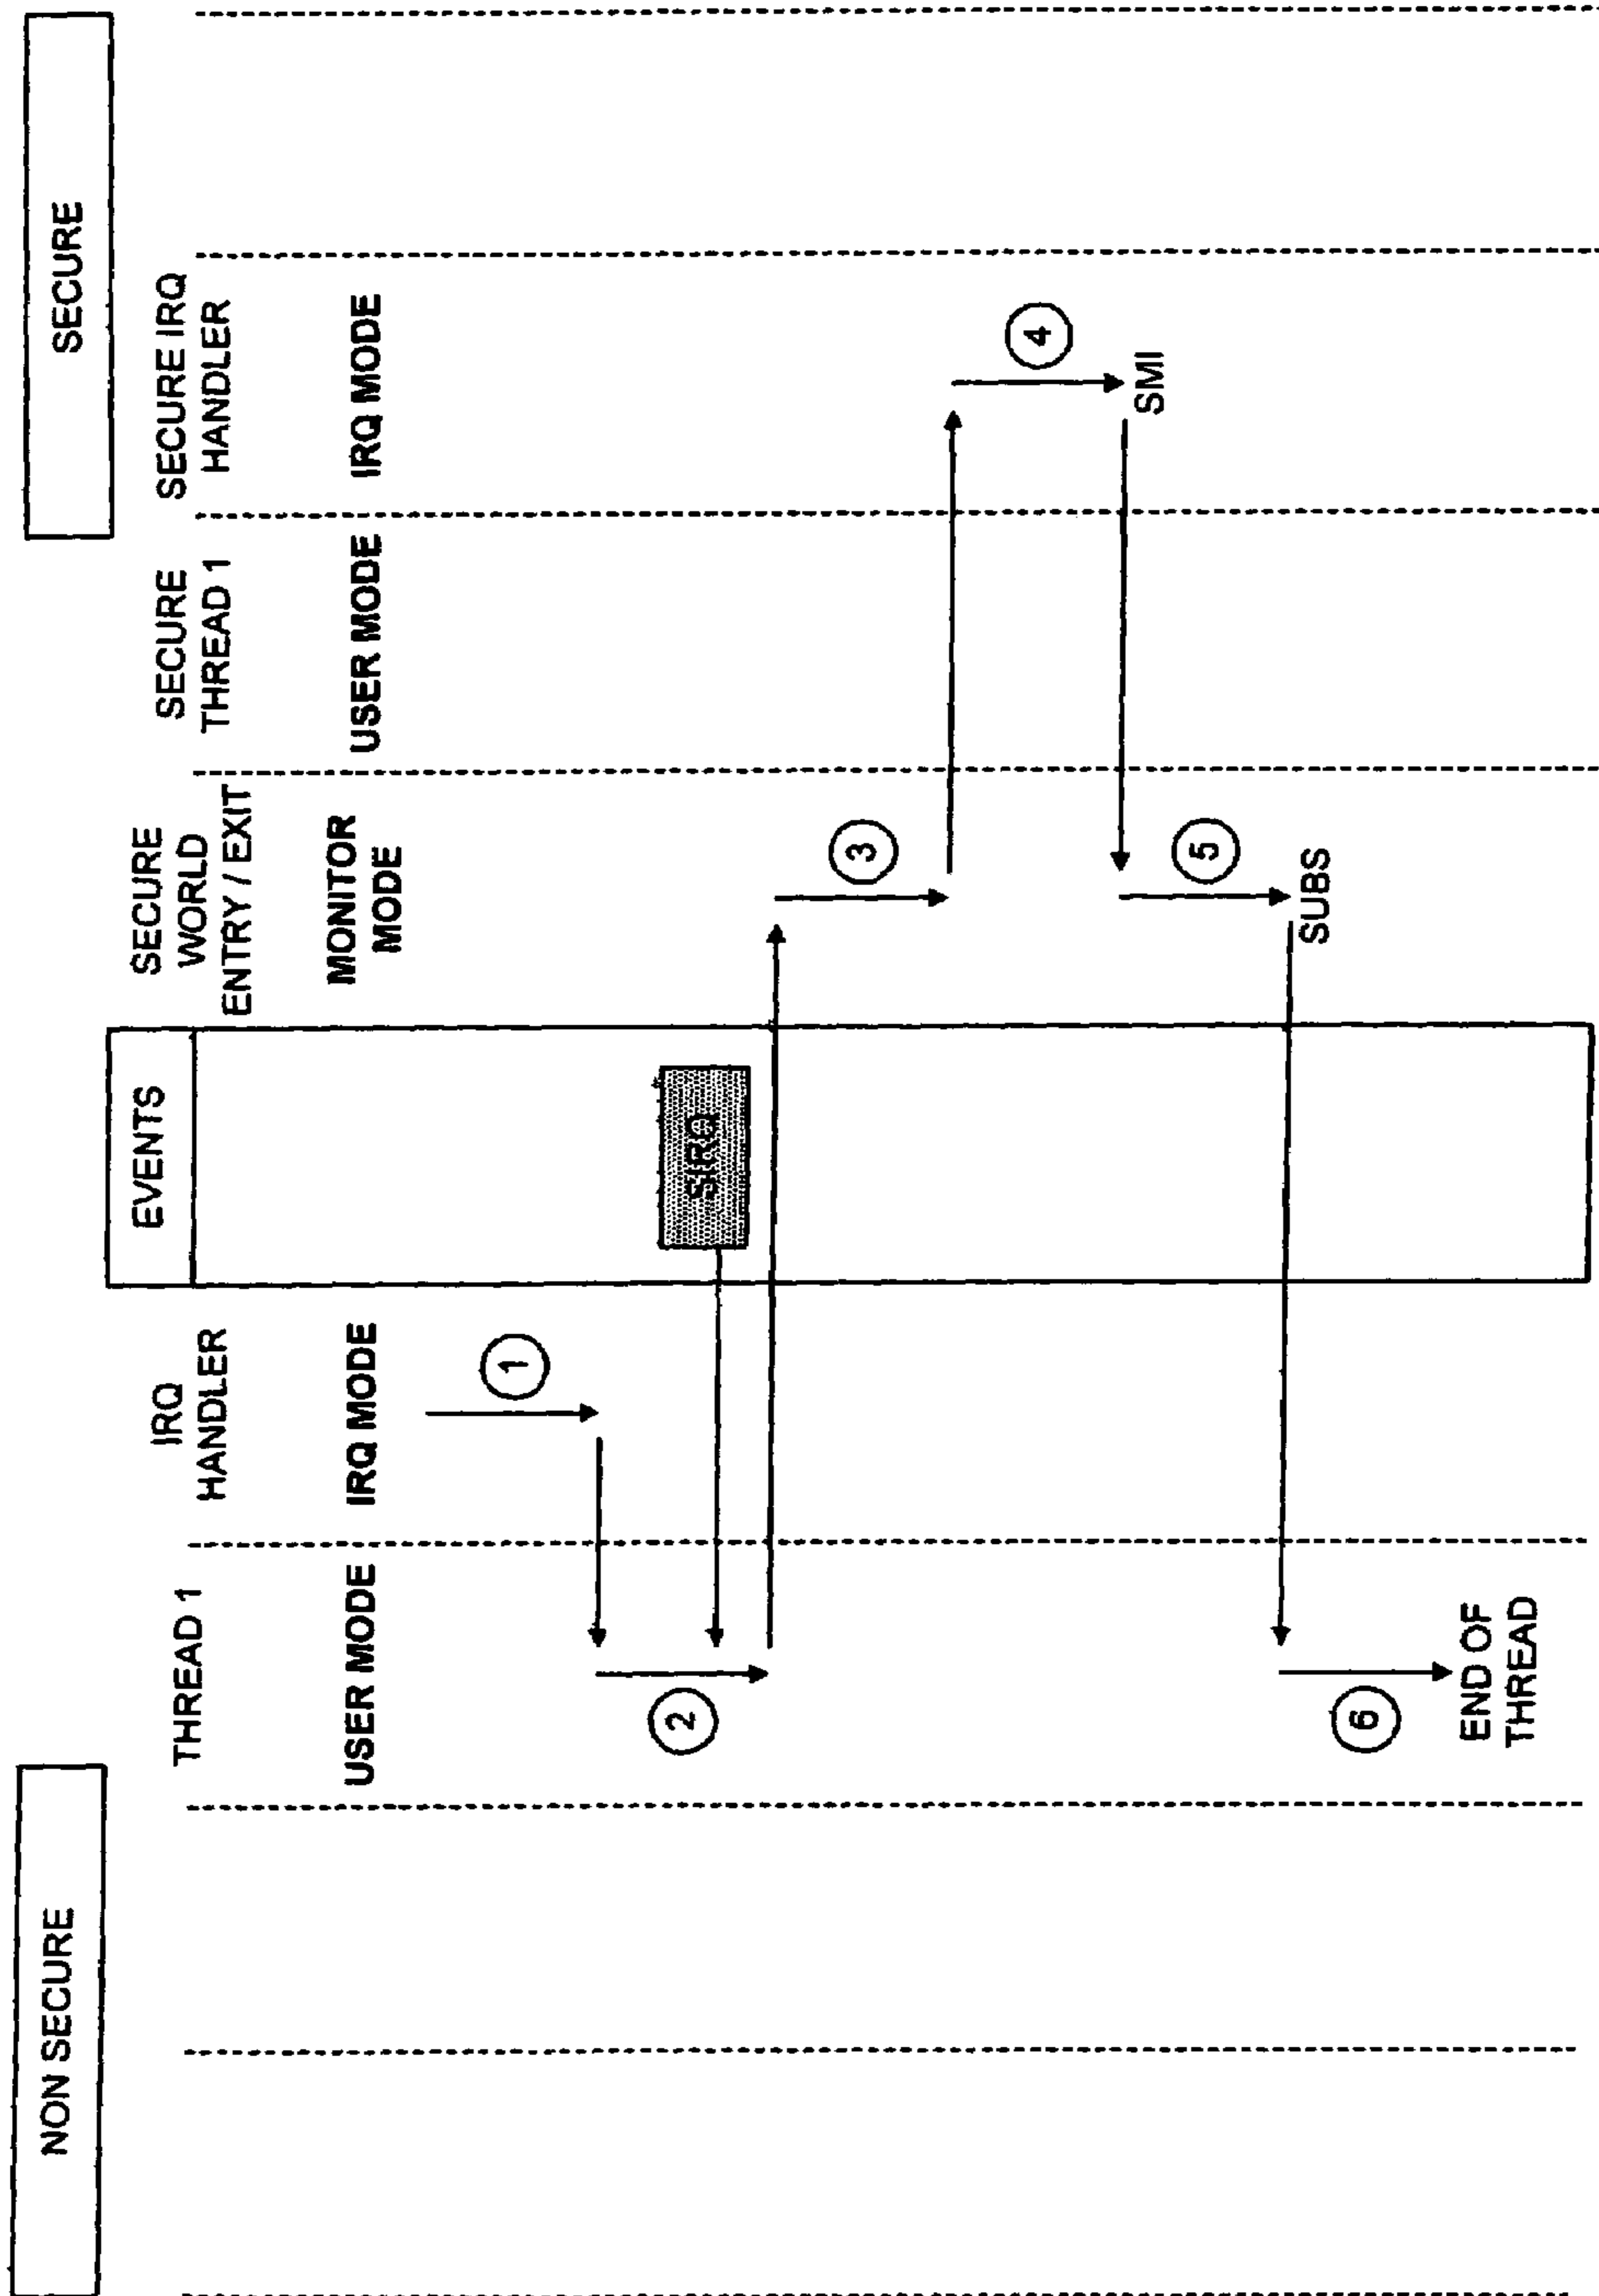 NON SECURE
SECURE
EVENTS
THREAD 1
USER MODE
IRQ
HANDLER
IRQ MODE
SECURE
WORLD
ENTRY / EXIT
MONITOR
MODE
SECURE
THREAD 1
USER MODE
SECURE IRQ
HANDLER
IRQ MODE
1
2
SIRQ
3
4
SMI
5
SUBS
6
END OF
THREAD